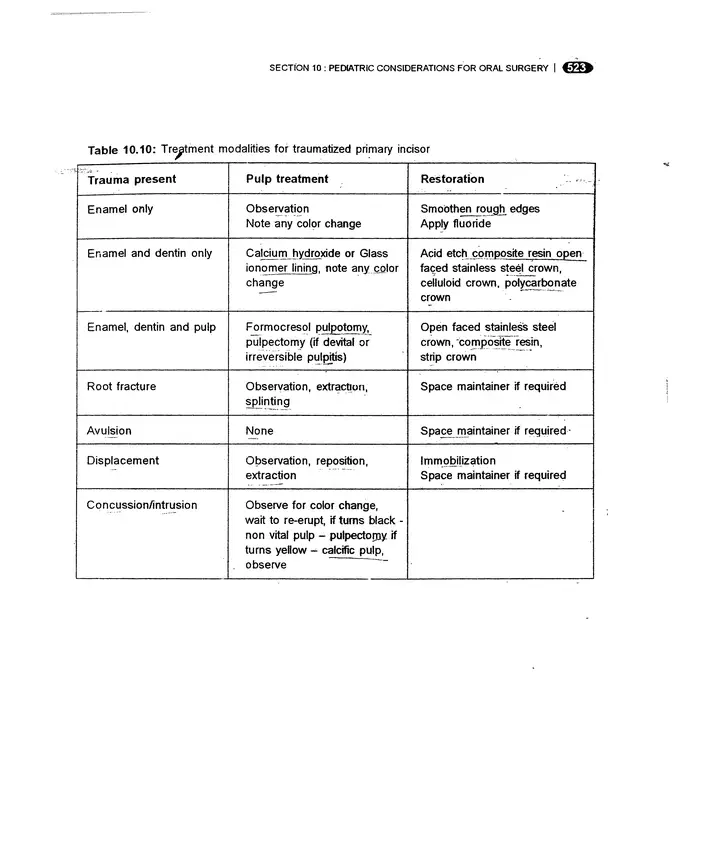 SECTION 10 : PEDIATRIC CONSIDERATIONS FOR ORAL SURGERY | 523
Table 10.10: Treatment modalities for traumatized primary incisor
Trauma present
Pulp treatment
Restoration
Enamel only
Observation
Note any color change
Smoothen rough edges
Apply fluoride
Enamel and dentin only
Calcium hydroxide or Glass
ionomer lining, note any color
change
Acid etch composite resin open
faced stainless steel crown,
celluloid crown, polycarbonate
crown
Enamel, dentin and pulp
Formocresol pulpotomy,
pulpectomy (if devital or
irreversible pulpitis)
Open faced stainless steel
crown, composite resin,
strip crown
Root fracture
Observation, extraction,
splinting
Space maintainer if required
Avulsion
None
Space maintainer if required
Displacement
Observation, reposition,
extraction
Immobilization
Space maintainer if required
Concussion/intrusion
Observe for color change,
wait to re-erupt, if turns black -
non vital pulp – pulpectomy if
turns yellow – calcific pulp,
observe